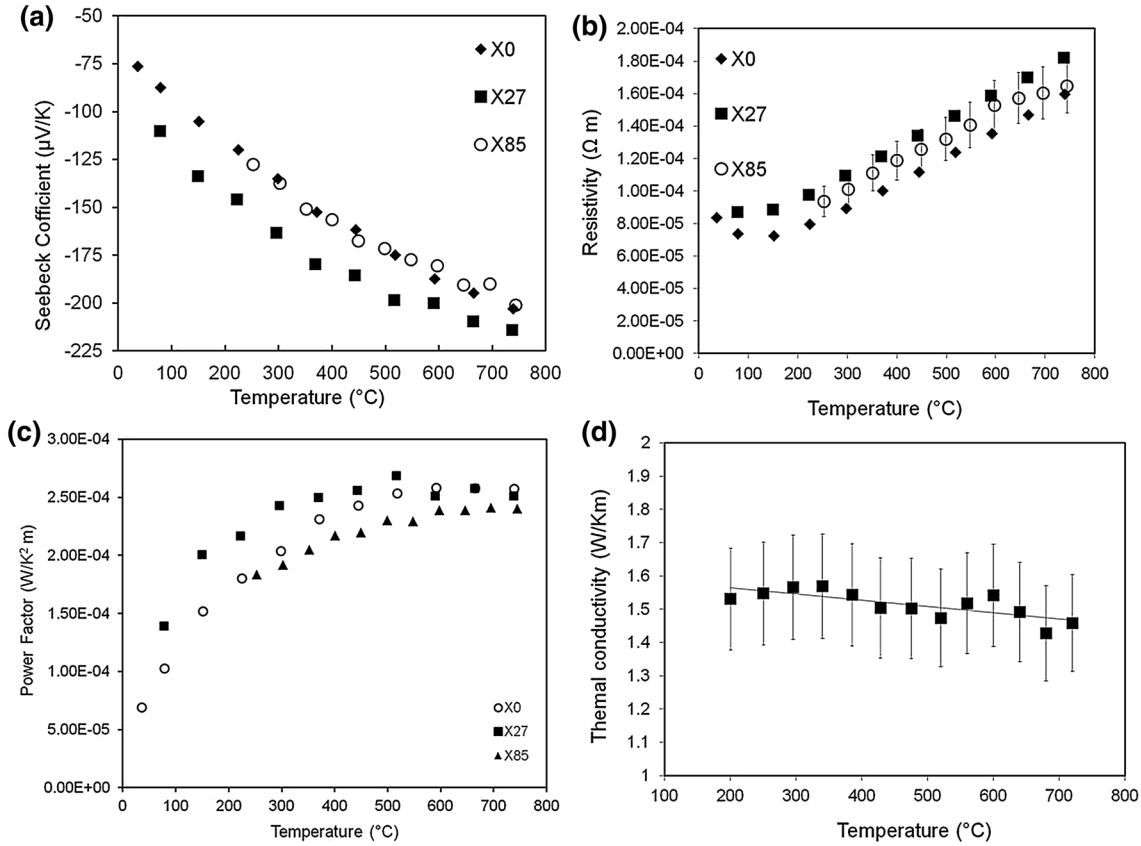 (a)
-50
-75
-100
-125
-150
-175
-200
-225
0 100 200 300 400 500 600 700 800
Seebeck Cofficient (µV/K)
Temperature (°C)
X0
X27
X85
(b)
2.00E-04
1.80E-04
1.60E-04
1.40E-04
1.20E-04
1.00E-04
8.00E-05
6.00E-05
4.00E-05
2.00E-05
0.00E+00
0 100 200 300 400 500 600 700 800
Resistivity (Ω m)
Temperature (°C)
X0
X27
X85
(c)
3.00E-04
2.50E-04
2.00E-04
1.50E-04
1.00E-04
5.00E-05
0.00E+00
0 100 200 300 400 500 600 700 800
Power Factor (W/K² m)
Temperature (°C)
X0
X27
X85
(d)
2
1.9
1.8
1.7
1.6
1.5
1.4
1.3
1.2
1.1
1
100 200 300 400 500 600 700 800
Themal conductivity (W/Km)
Temperature (°C)